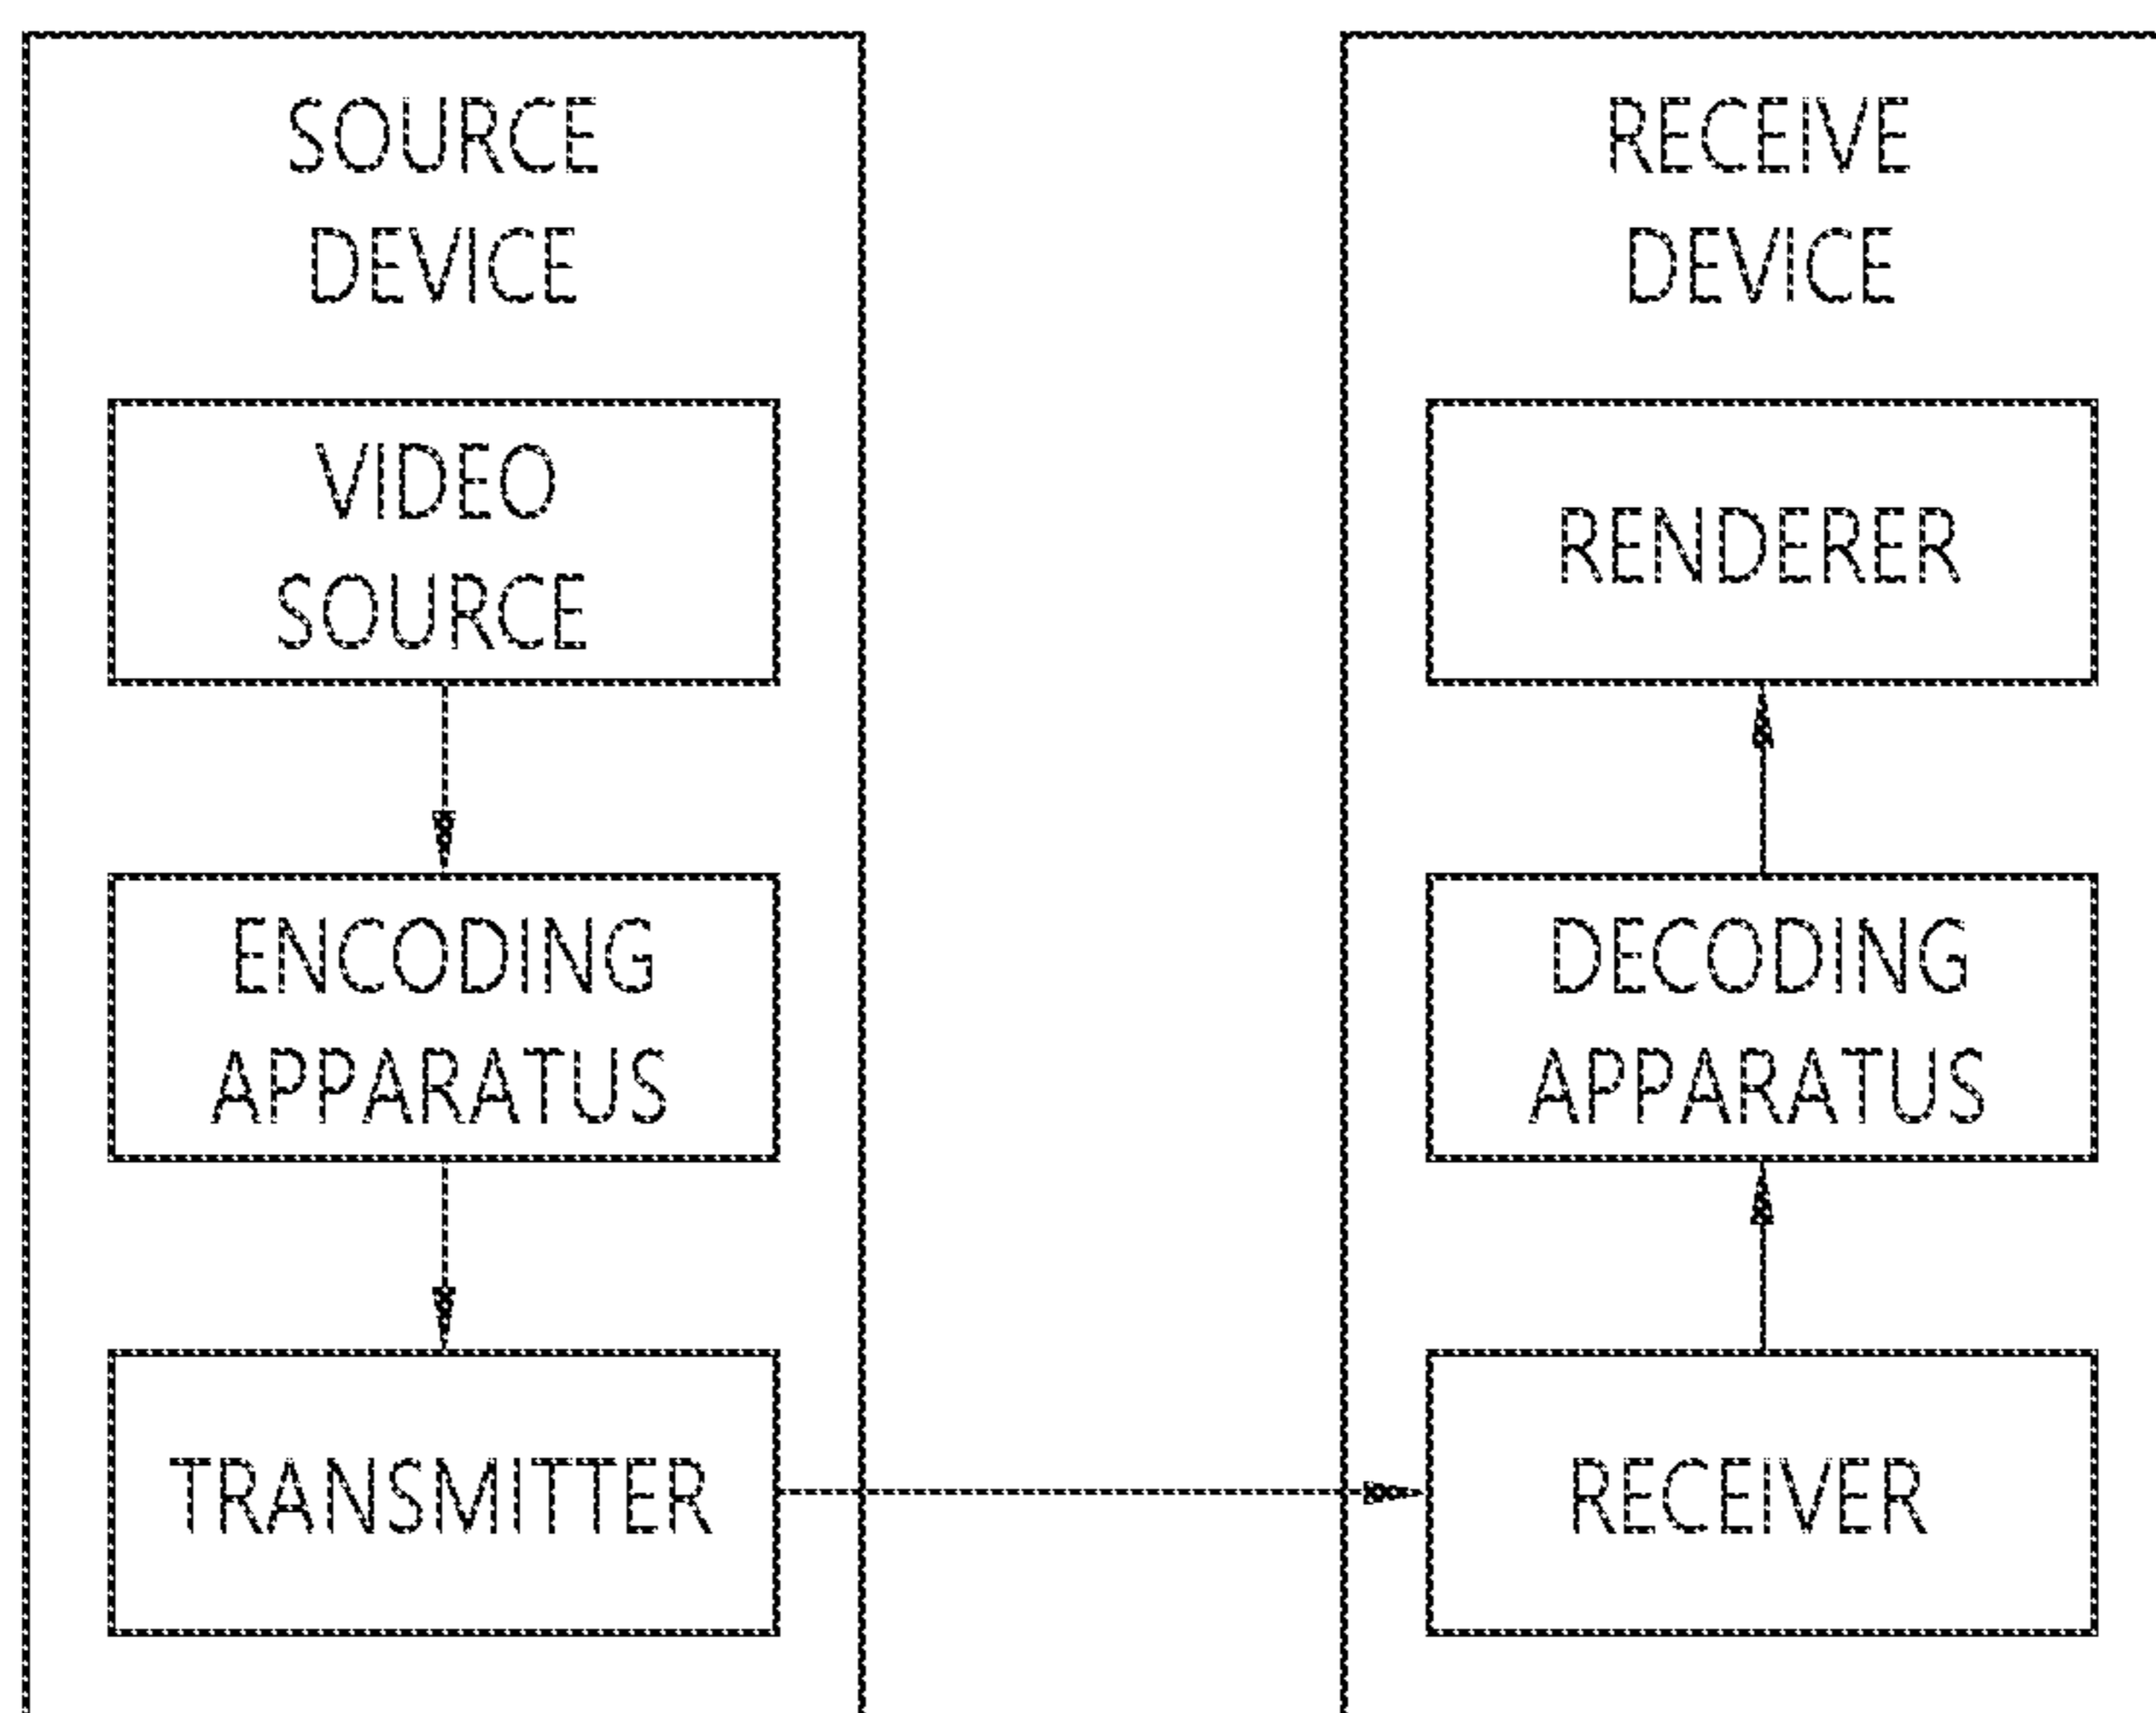 SOURCE
DEVICE
VIDEO
SOURCE
ENCODING
APPARATUS
TRANSMITTER
RECEIVE
DEVICE
RENDERER
DECODING
APPARATUS
RECEIVER